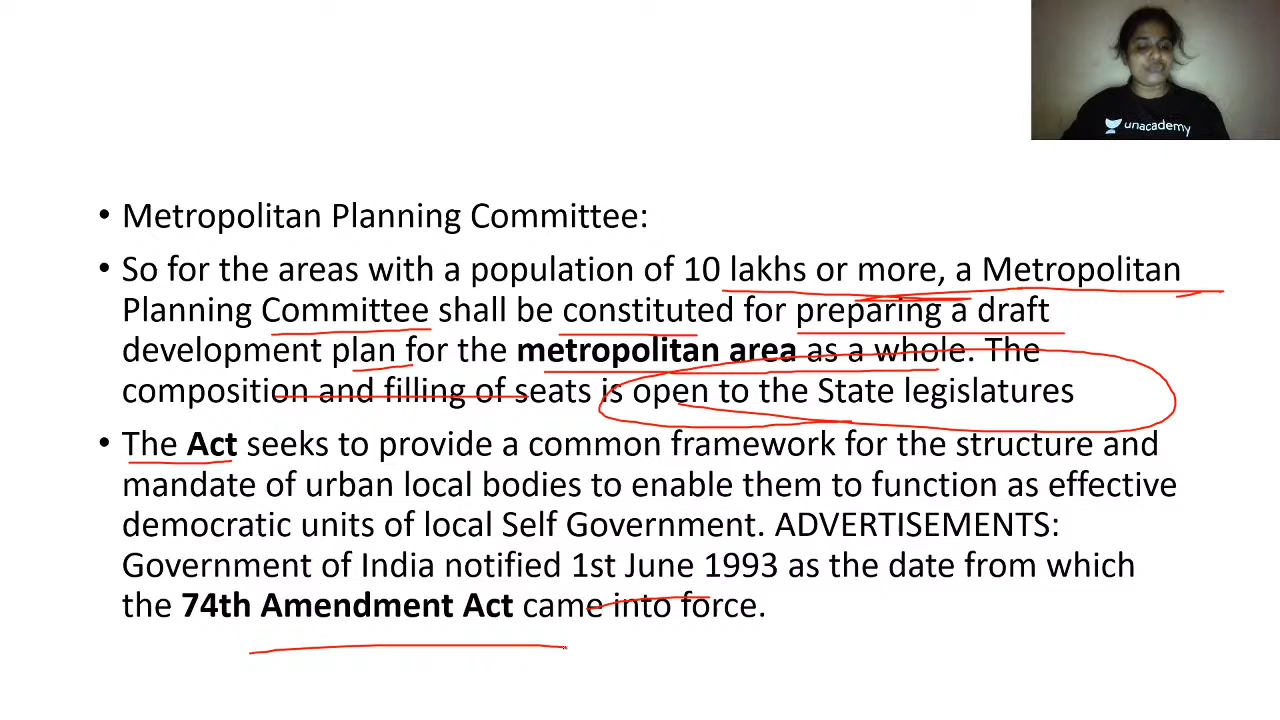 unacademy
• Metropolitan Planning Committee:
• So for the areas with a population of 10 lakhs or more, a Metropolitan
Planning Committee shall be constituted for preparing a draft
development plan for the metropolitan area as a whole. The
composition and filling of seats is open to the State legislatures
• The Act seeks to provide a common framework for the structure and
mandate of urban local bodies to enable them to function as effective
democratic units of local Self Government. ADVERTISEMENTS:
Government of India notified 1st June 1993 as the date from which
the 74th Amendment Act came into force.